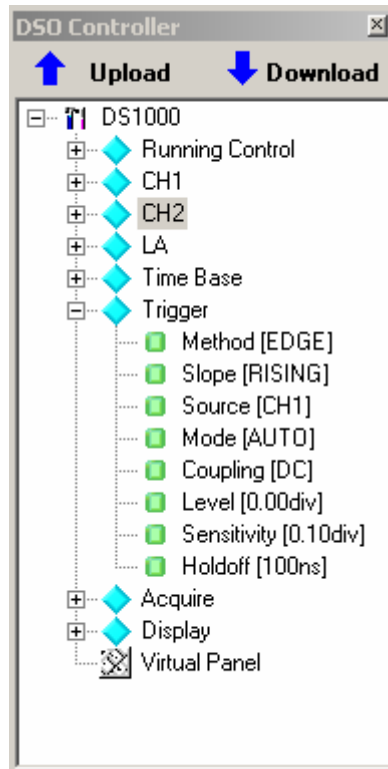 DSO Controller
Upload Download
DS1000
Running Control
CH1
CH2
LA
Time Base
Trigger
Method [EDGE]
Slope [RISING]
Source [CH1]
Mode [AUTO]
Coupling [DC]
Level [0.00div]
Sensitivity [0.10div]
Holdoff [100ns]
Acquire
Display
Virtual Panel